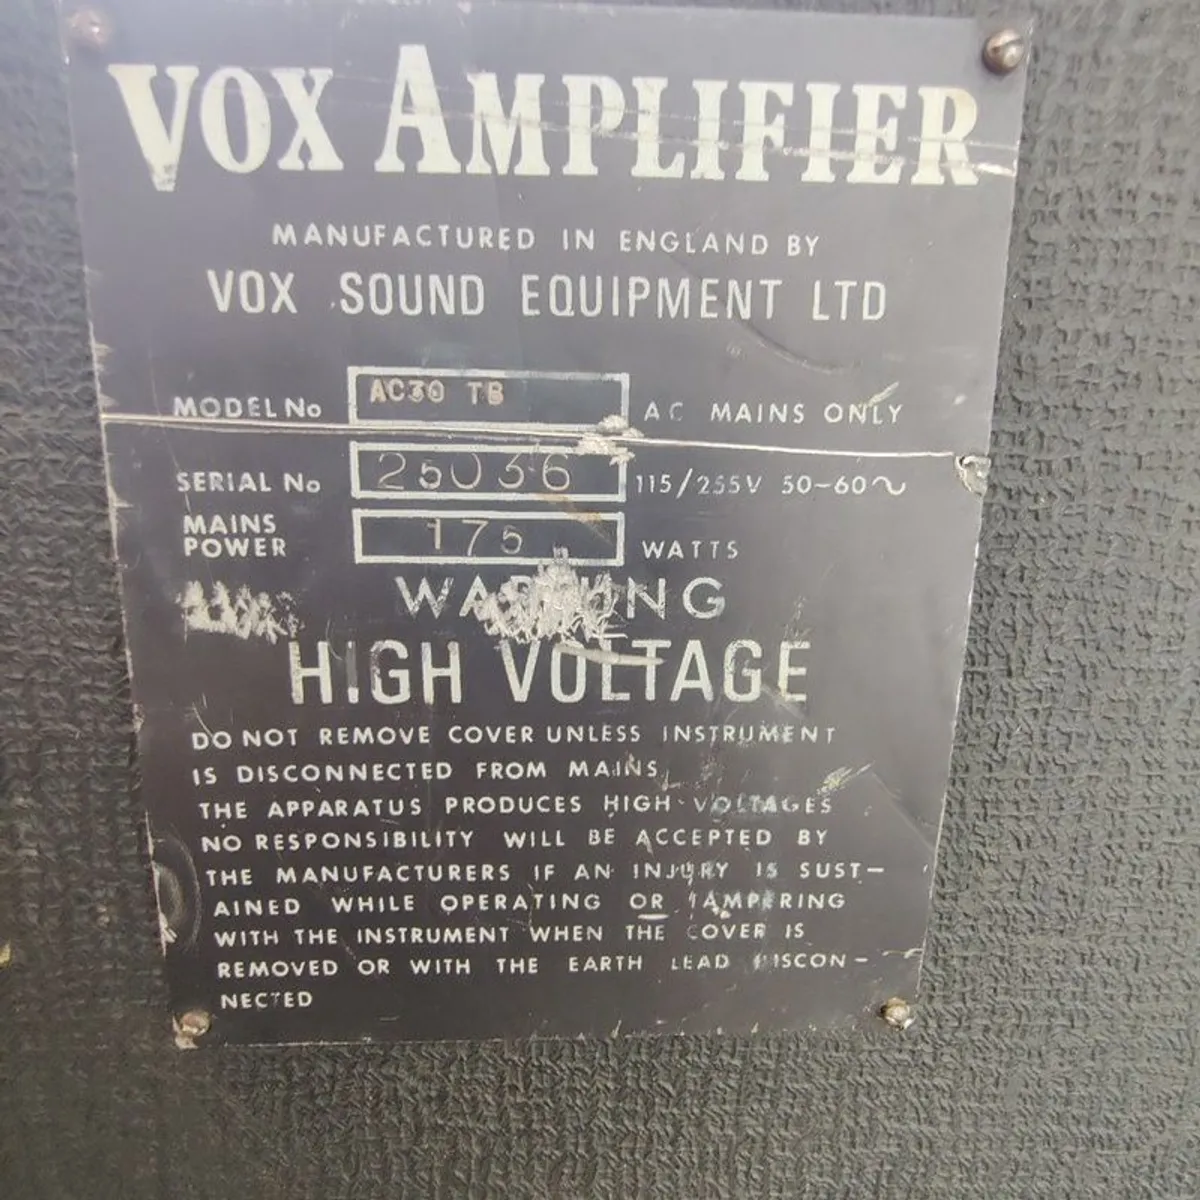 VOX AMPLIFIER
MANUFACTURED IN ENGLAND BY
VOX SOUND EQUIPMENT LTD
MODEL No AC30 TB AC MAINS ONLY
SERIAL No 25036 115/255V 50-60~
MAINS
POWER 175 WATTS
WARNING
HIGH VOLTAGE
DO NOT REMOVE COVER UNLESS INSTRUMENT
IS DISCONNECTED FROM MAINS
THE APPARATUS PRODUCES HIGH VOLTAGES
NO RESPONSIBILITY WILL BE ACCEPTED BY
THE MANUFACTURERS IF AN INJURY IS SUST-
AINED WHILE OPERATING OR TAMPERING
WITH THE INSTRUMENT WHEN THE COVER IS
REMOVED OR WITH THE EARTH LEAD DISCON-
NECTED